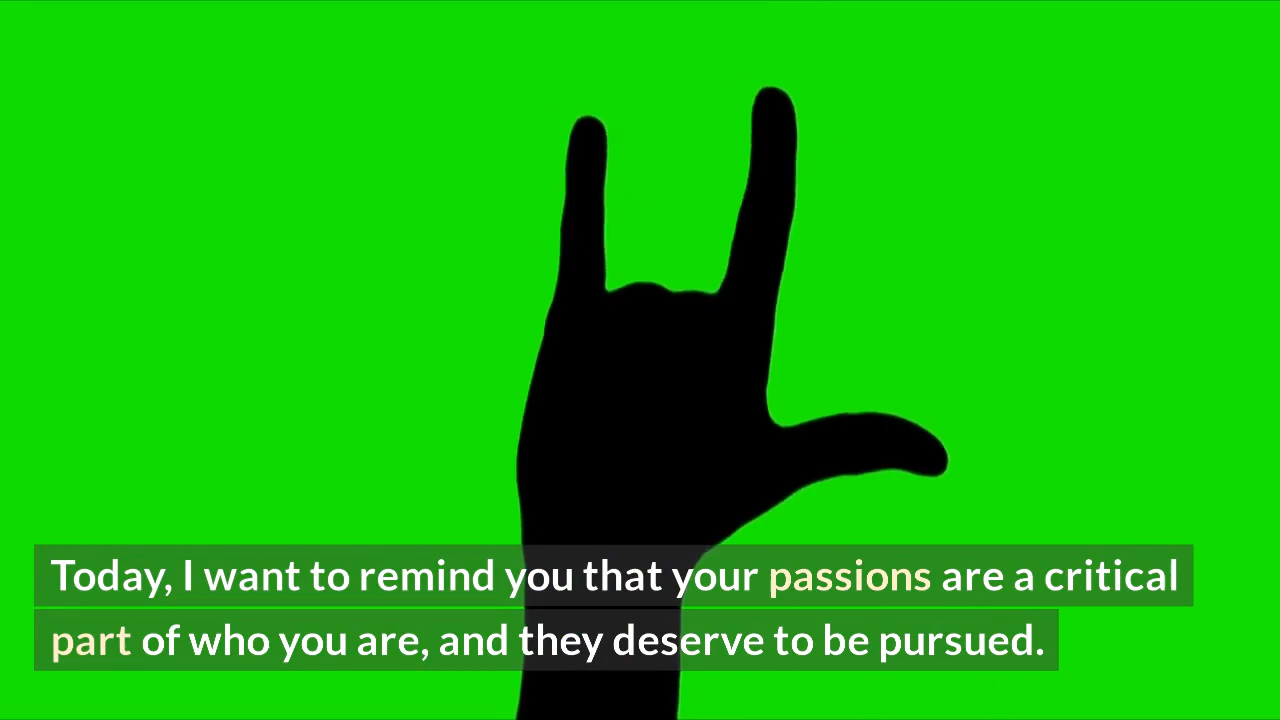 Today, I want to remind you that your passions are a critical
part of who you are, and they deserve to be pursued.